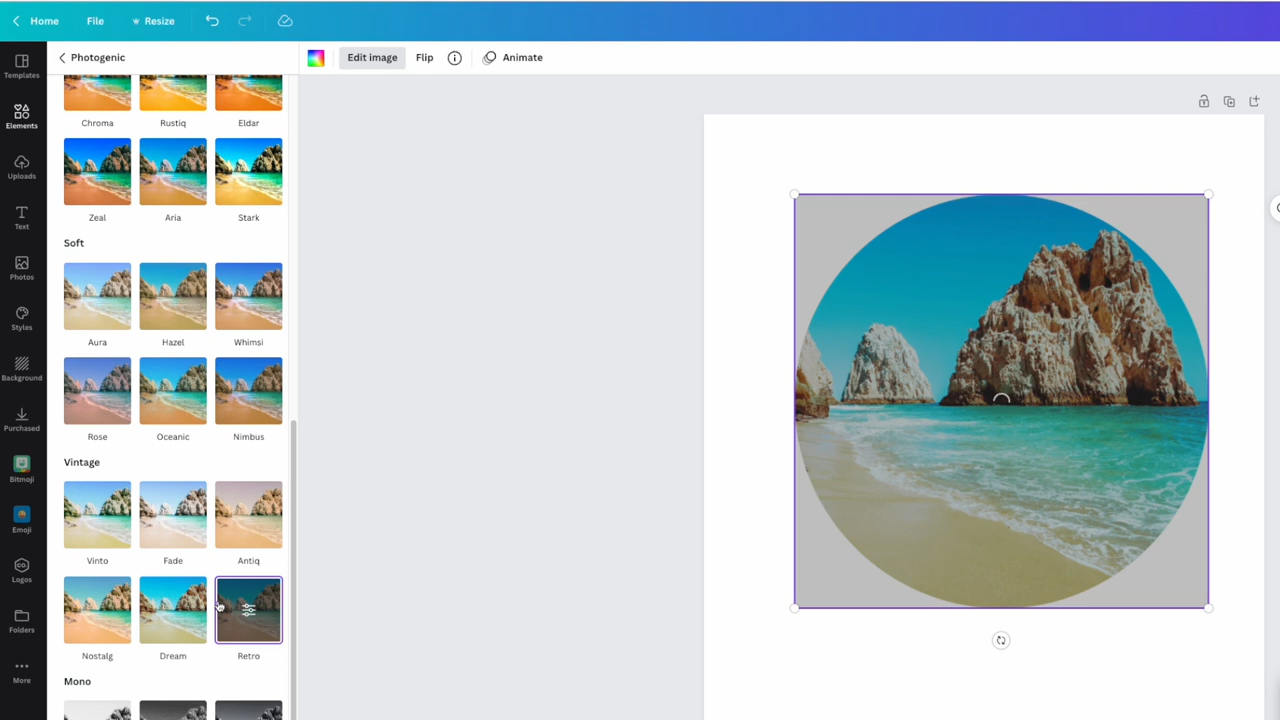 Home File Resize
Photogenic Edit image Flip Animate
Templates
Elements
Uploads
Text
Photos
Styles
Background
Purchased
Bitmoji
Emoji
CO.
Logos
Folders
More
Chroma Rustiq Eldar
Zeal Aria Stark
Soft
Aura Hazel Whimsi
Rose Oceanic Nimbus
Vintage
Vinto Fade Antiq
Nostalg Dream Retro
Mono